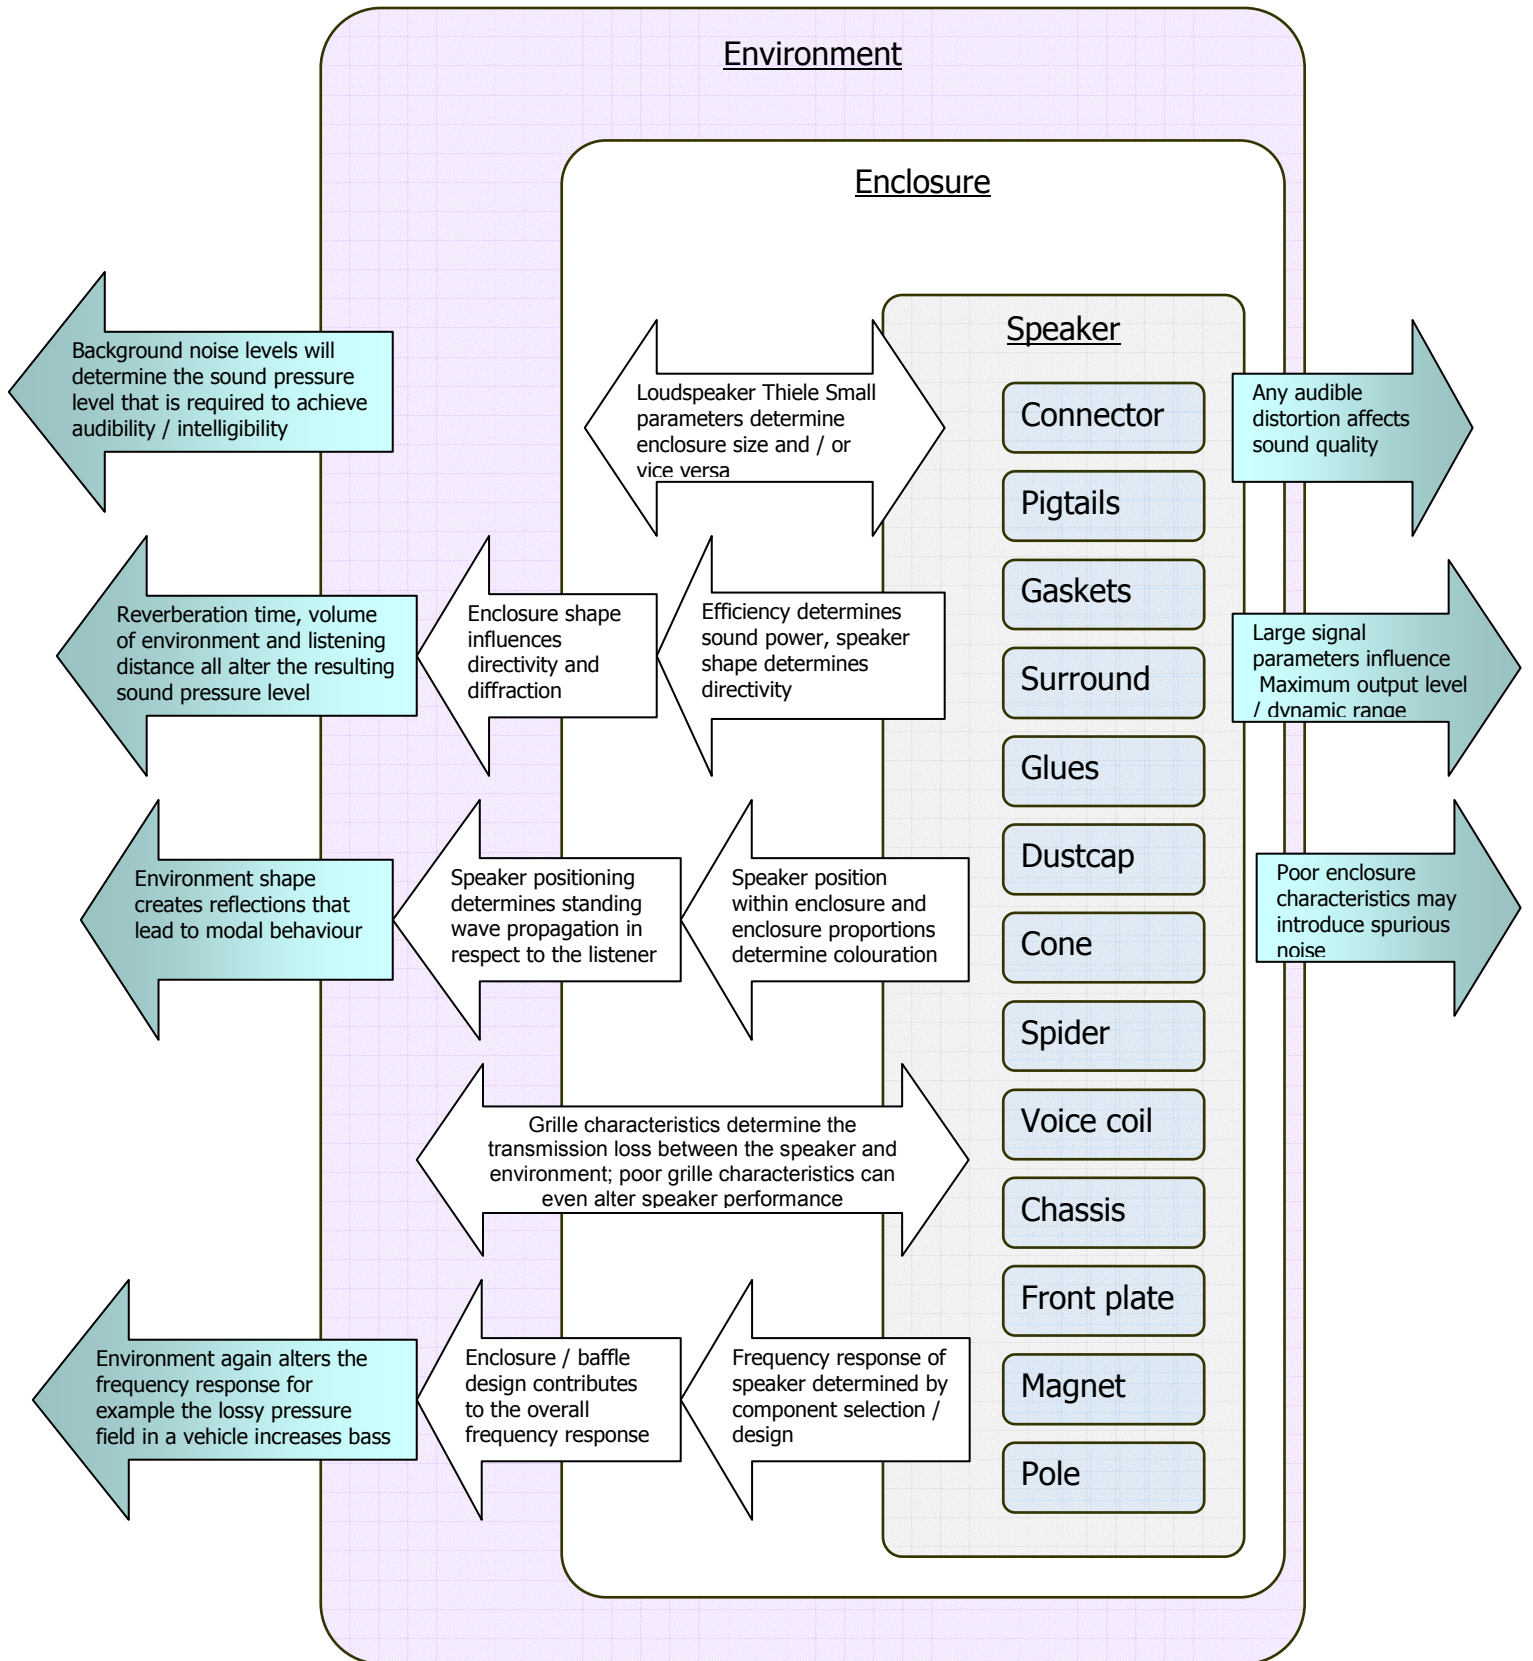 Environment
Enclosure
Speaker
Background noise levels will
determine the sound pressure
level that is required to achieve
audibility / intelligibility
Loudspeaker Thiele Small
parameters determine
enclosure size and / or
vice versa
Connector
Any audible
distortion affects
sound quality
Pigtails
Gaskets
Reverberation time, volume
of environment and listening
distance all alter the resulting
sound pressure level
Enclosure shape
influences
directivity and
diffraction
Efficiency determines
sound power, speaker
shape determines
directivity
Surround
Large signal
parameters influence
Maximum output level
/ dynamic range
Glues
Dustcap
Environment shape
creates reflections that
lead to modal behaviour
Speaker positioning
determines standing
wave propagation in
respect to the listener
Speaker position
within enclosure and
enclosure proportions
determine colouration
Cone
Poor enclosure
characteristics may
introduce spurious
noise
Spider
Voice coil
Grille characteristics determine the
transmission loss between the speaker and
environment; poor grille characteristics can
even alter speaker performance
Chassis
Front plate
Environment again alters the
frequency response for
example the lossy pressure
field in a vehicle increases bass
Enclosure / baffle
design contributes
to the overall
frequency response
Frequency response of
speaker determined by
component selection /
design
Magnet
Pole